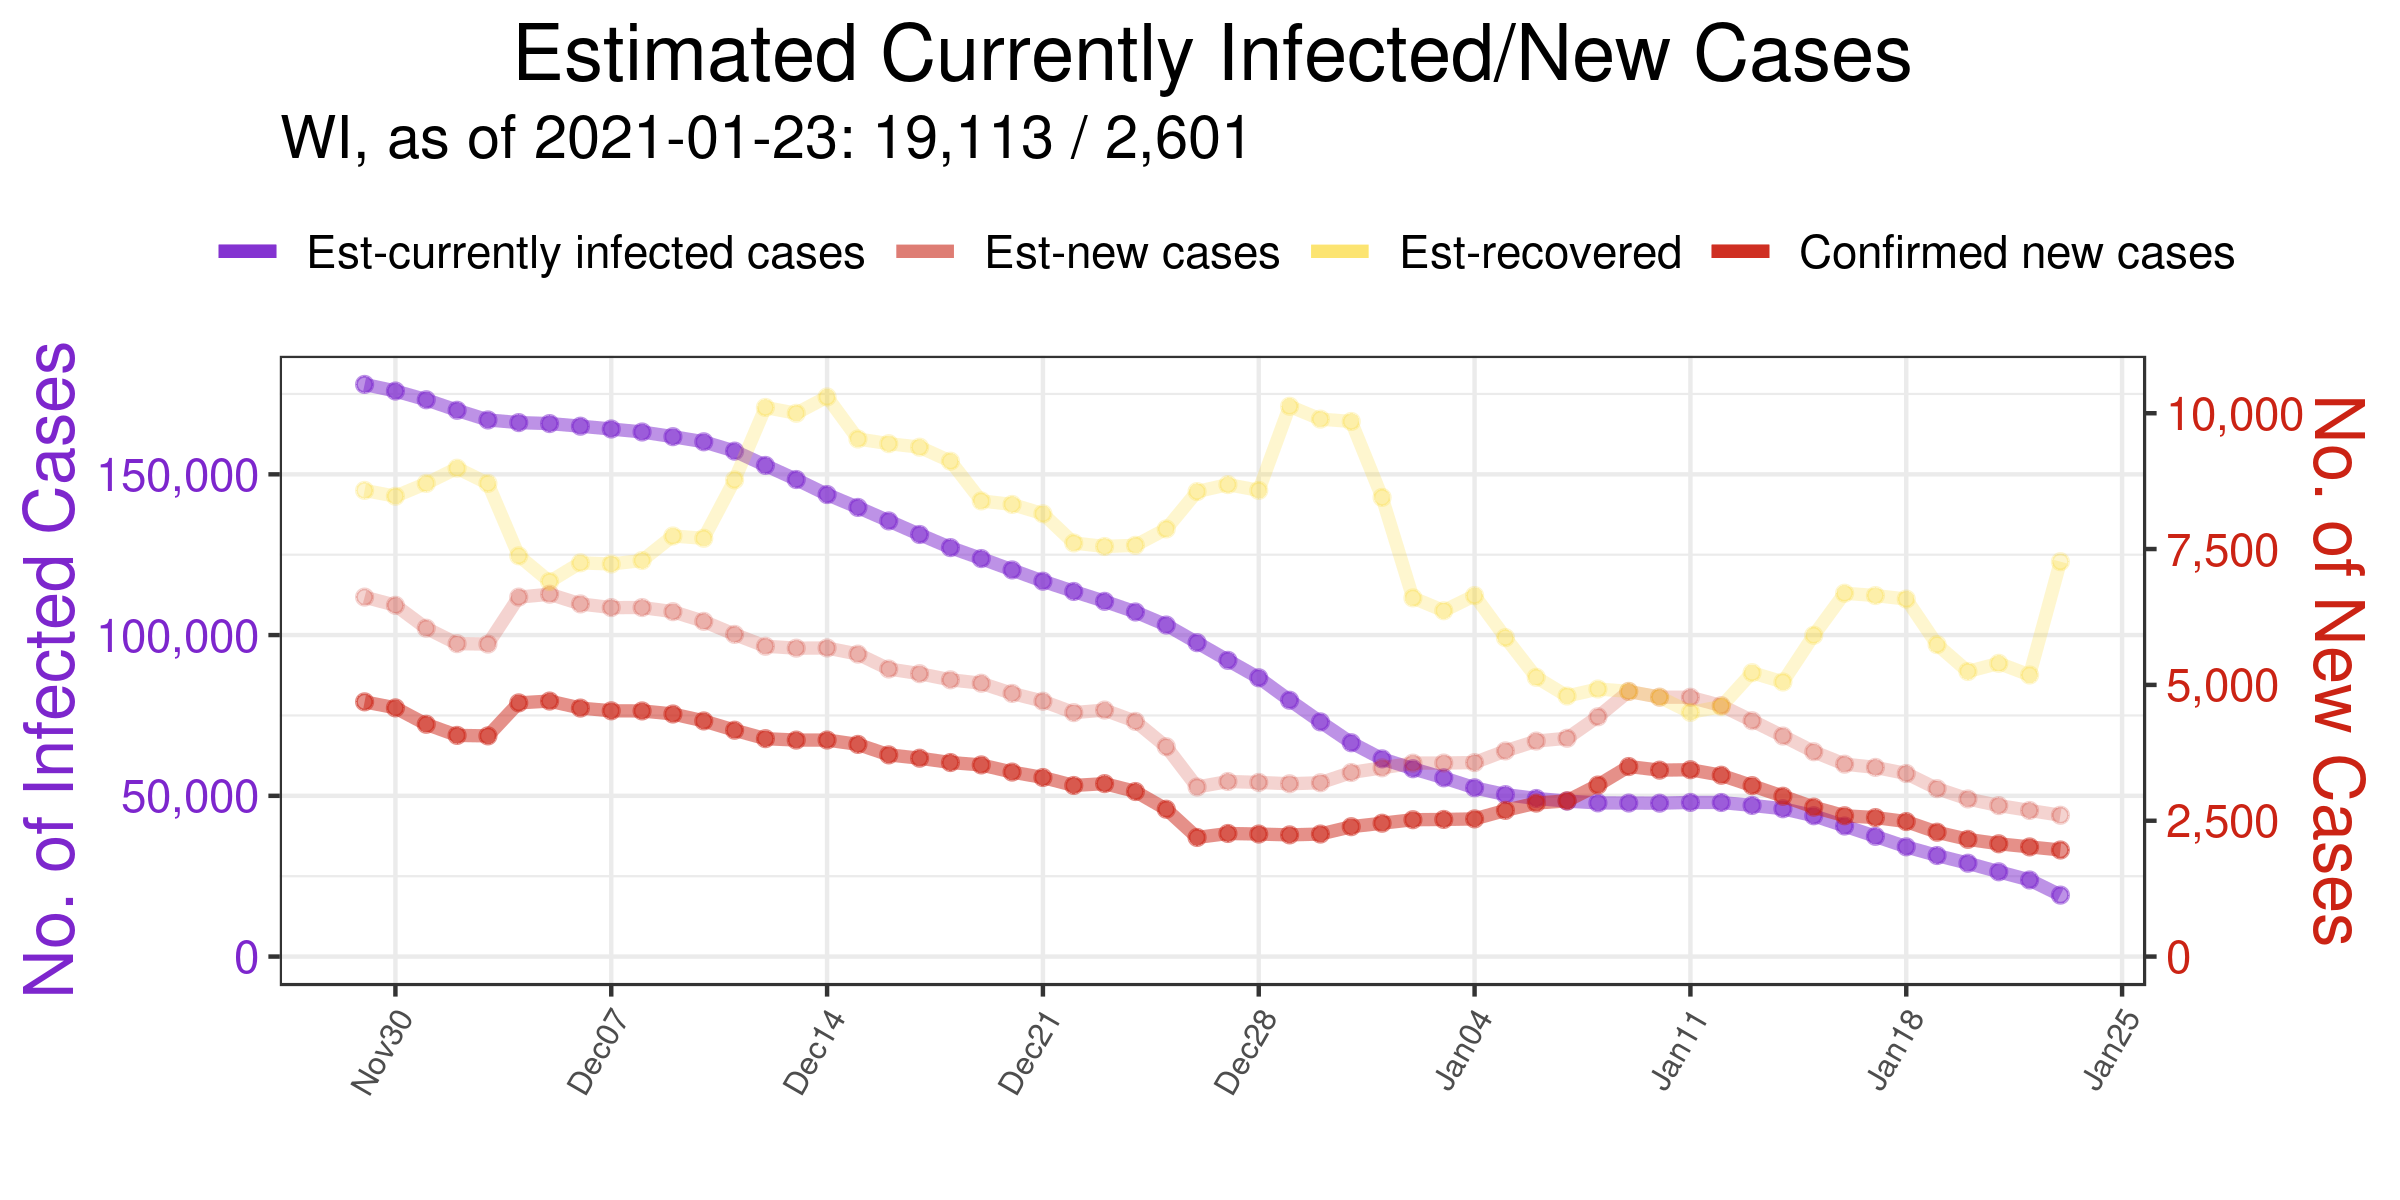 Estimated Currently Infected/New Cases
WI, as of 2021-01-23: 19,113 / 2,601
Est-currently infected cases Est-new cases Est-recovered Confirmed new cases
No. of Infected Cases
150,000
100,000
50,000
0
10,000
7,500
5,000
2,500
0
No. of New Cases
Nov30 Dec07 Dec14 Dec21 Dec28 Jan04 Jan11 Jan18 Jan25